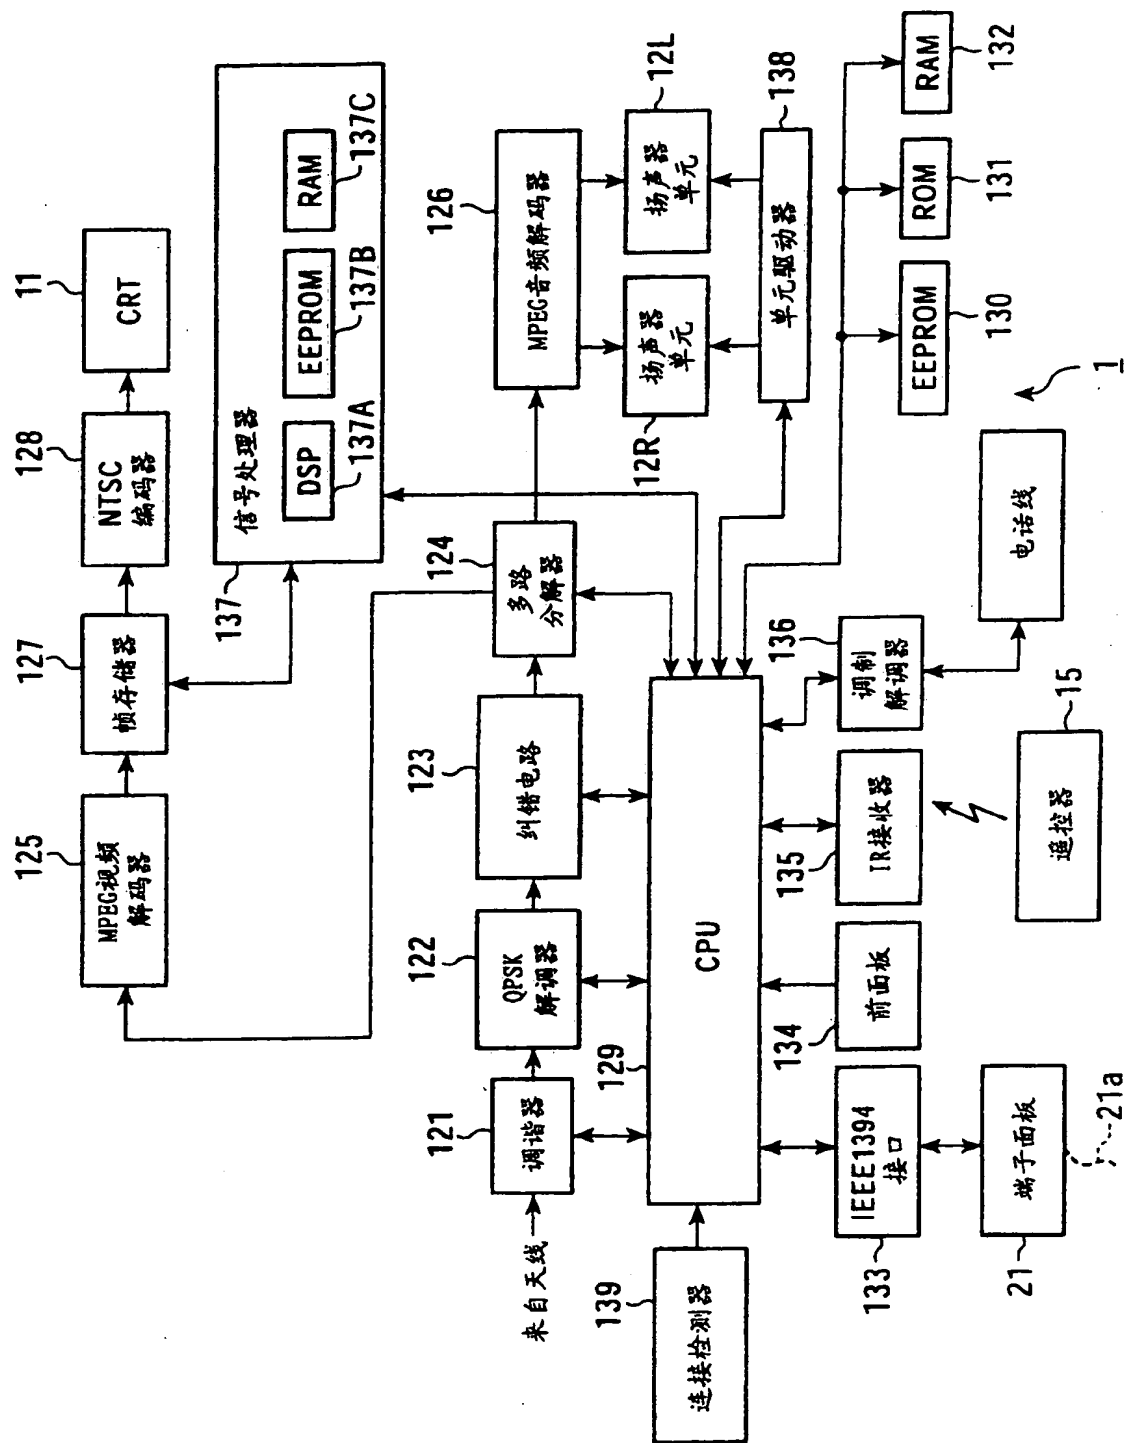 125
MPEG视频
解码器
127
帧存储器
128
NTSC
编码器
11
CRT
137
信号处理器
DSP
137A
EEPROM
137B
RAM
137C
来自天线
121
调谐器
122
QPSK
解调器
123
纠错电路
124
多路
分解器
126
MPEG音频解码器
12R
扬声器
单元
12L
扬声器
单元
138
单元驱动器
139
连接检测器
129
CPU
133
IEEE1394
接口
134
前面板
135
IR接收器
136
调制
解调器
EEPROM
130
ROM
131
RAM
132
21
端子面板
21a
15
遥控器
电话线
1